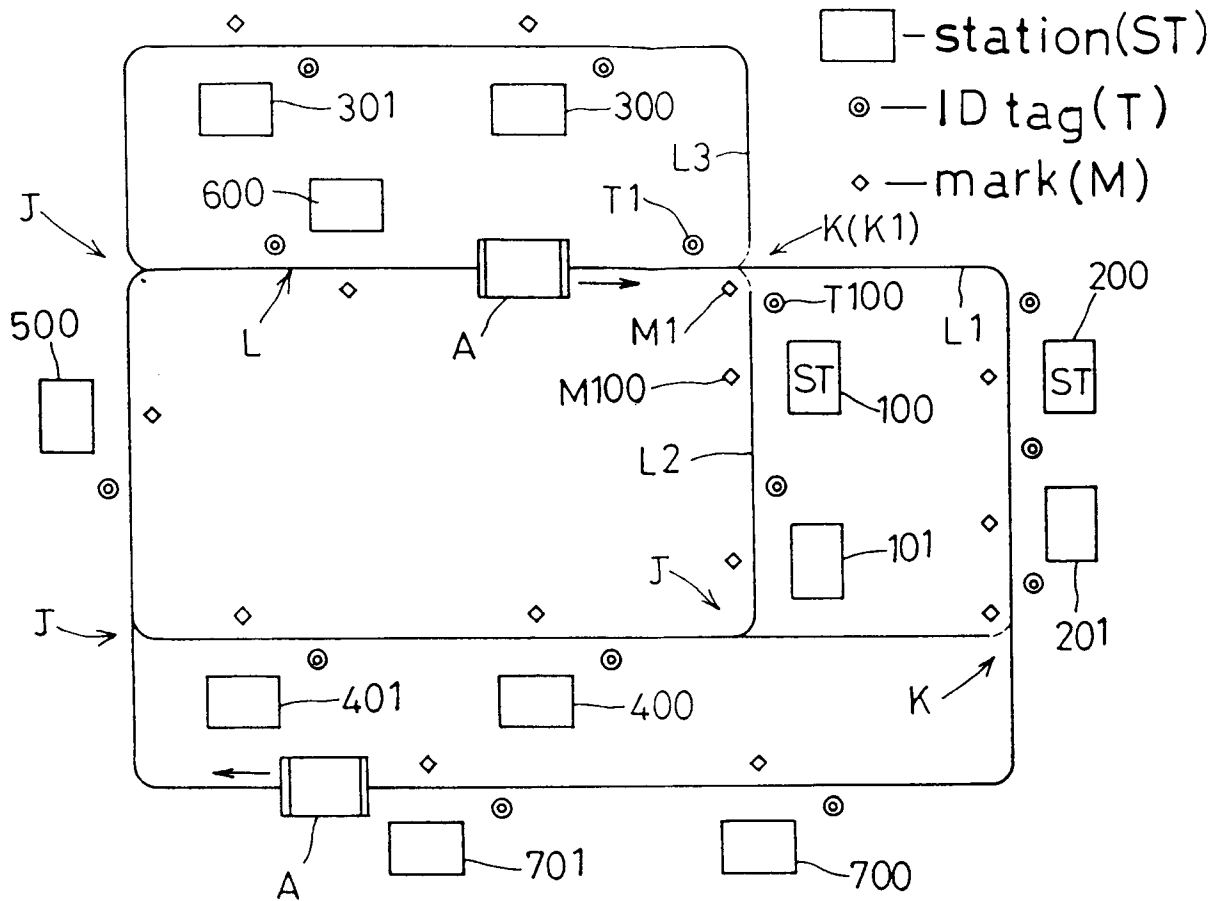 station(ST)
ID tag(T)
mark(M)
301
300
L3
600
T1
J
K(K1)
200
T100
500
L
A
M1
L1
ST
ST
M100
100
L2
101
J
J
201
401
400
K
701
700
A